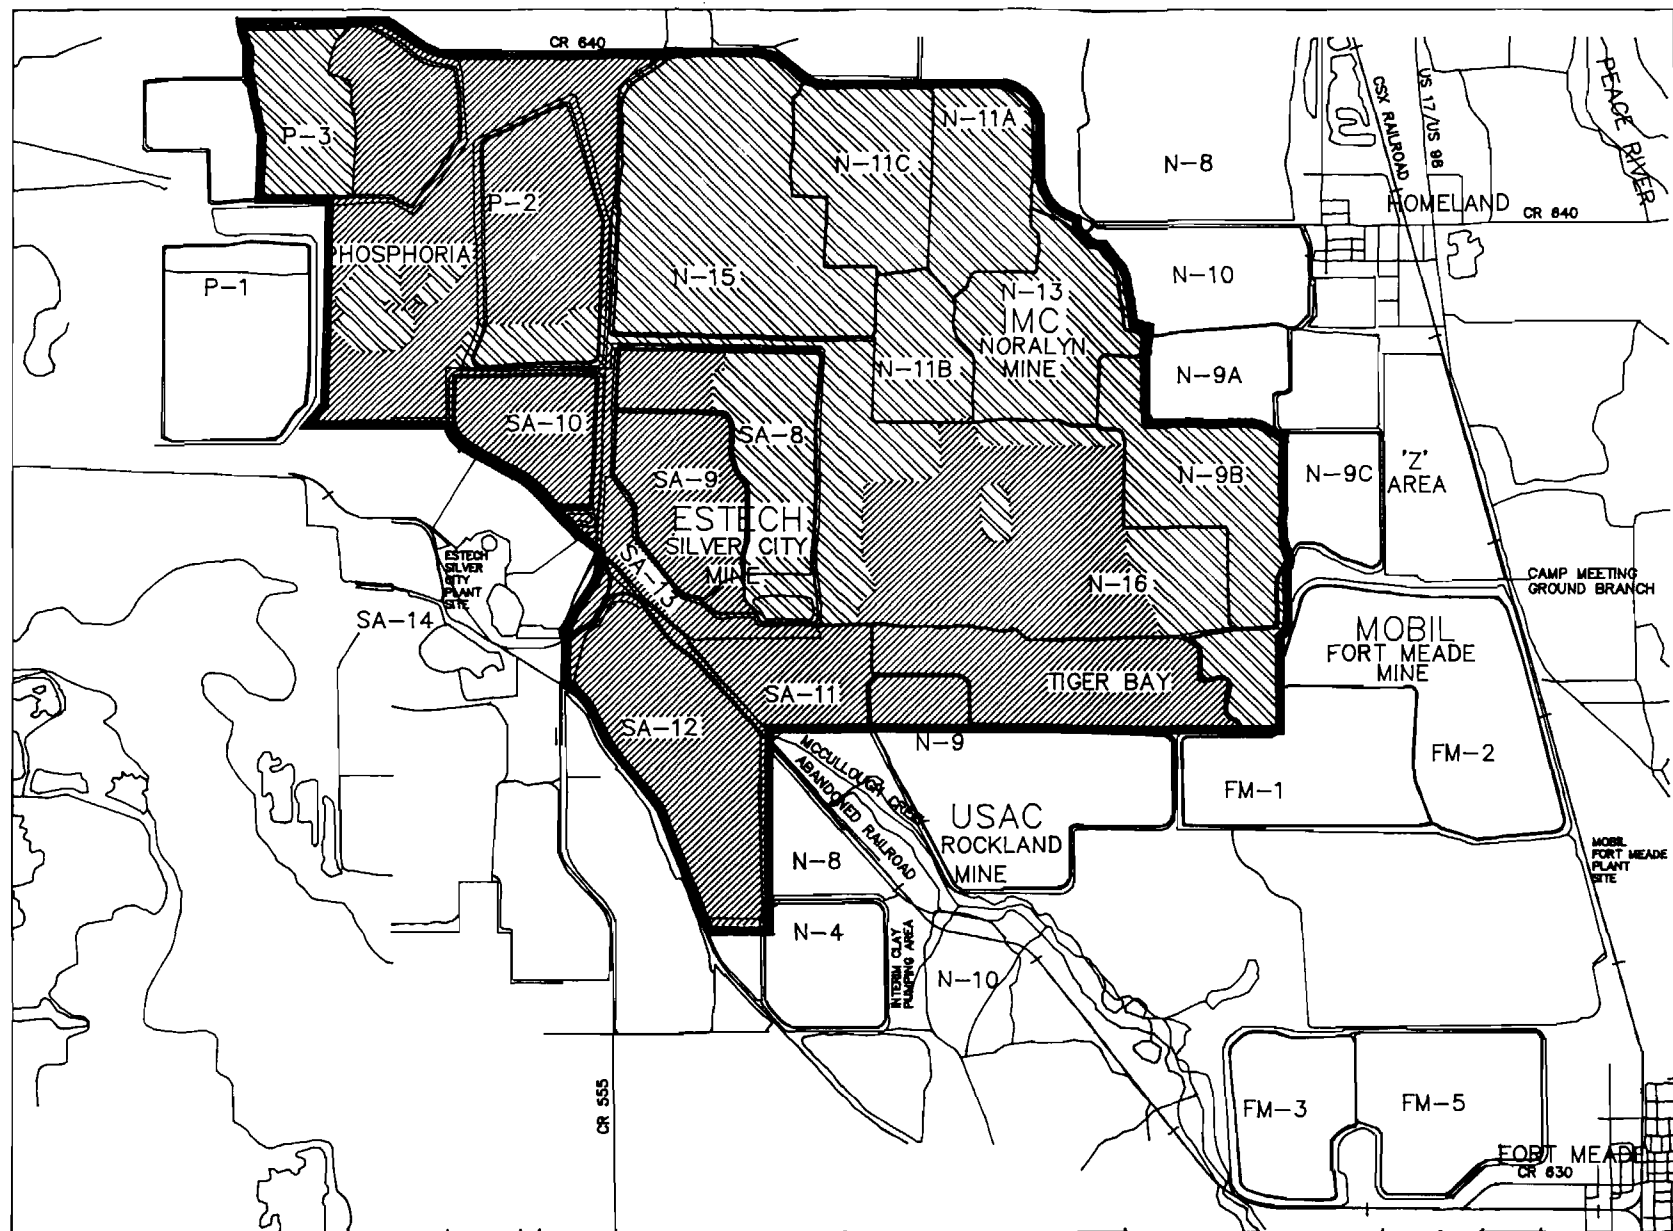 CR 640
P-3
N-11A
N-11C
N-8
CSX RAILROAD
US 17/US 98
PEACE RIVER
P-2
HOMELAND
CR 640
PHOSPHORIA
P-1
N-15
N-13
N-10
IMC
NORALYN
MINE
N-11B
N-9A
SA-10
SA-8
SA-9
N-9B
N-9C
'Z'
AREA
ESTECH
SILVER CITY
MINE
SA-13
ESTECH
SILVER
CITY
PLANT
SITE
N-16
CAMP MEETING
GROUND BRANCH
SA-14
MOBIL
FORT MEADE
MINE
TIGER BAY
SA-11
SA-12
N-9
MCCULLOUGH CREEK
ABANDONED RAILROAD
FM-2
FM-1
USAC
ROCKLAND
MINE
N-8
MOBIL
FORT MEADE
PLANT
SITE
N-4
INTERIM CLAY
PUMPING AREA
N-10
CR 555
FM-3
FM-5
FORT MEADE
CR 630